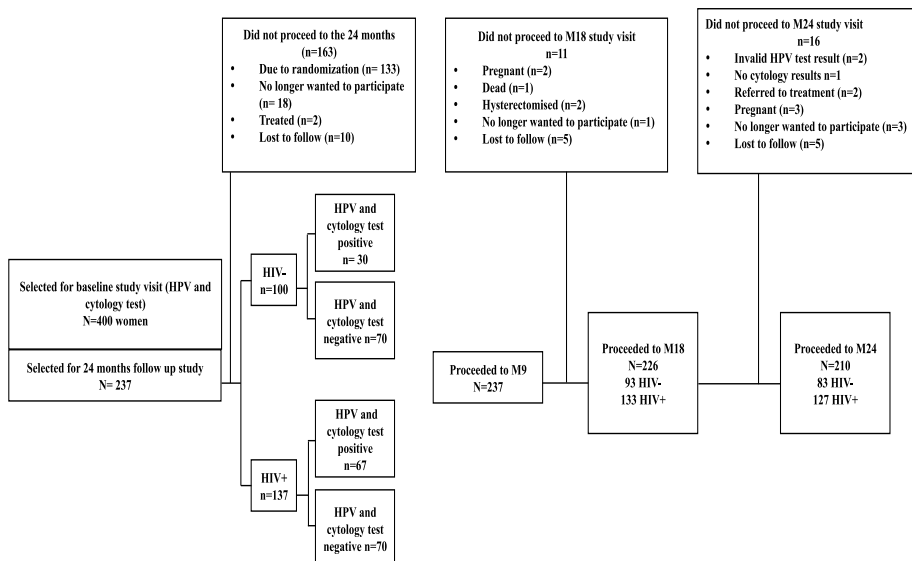 Did not proceed to the 24 months
(n=163)
• Due to randomization (n= 133)
• No longer wanted to participate
(n= 18)
• Treated (n=2)
• Lost to follow (n=10)
Did not proceed to M18 study visit
n=11
• Pregnant (n=2)
• Dead (n=1)
• Hysterectomised (n=2)
• No longer wanted to participate (n=1)
• Lost to follow (n=5)
Did not proceed to M24 study visit
n=16
• Invalid HPV test result (n=2)
• No cytology results n=1
• Referred to treatment (n=2)
• Pregnant (n=3)
• No longer wanted to participate (n=3)
• Lost to follow (n=5)
Selected for baseline study visit (HPV and
cytology test)
N=400 women
Selected for 24 months follow up study
N= 237
HIV-
n=100
HPV and
cytology test
positive
n= 30
HPV and
cytology test
negative n=70
HIV+
n=137
HPV and
cytology test
positive
n=67
HPV and
cytology test
negative n=70
Proceeded to M9
N=237
Proceeded to M18
N=226
93 HIV-
133 HIV+
Proceeded to M24
N=210
83 HIV-
127 HIV+